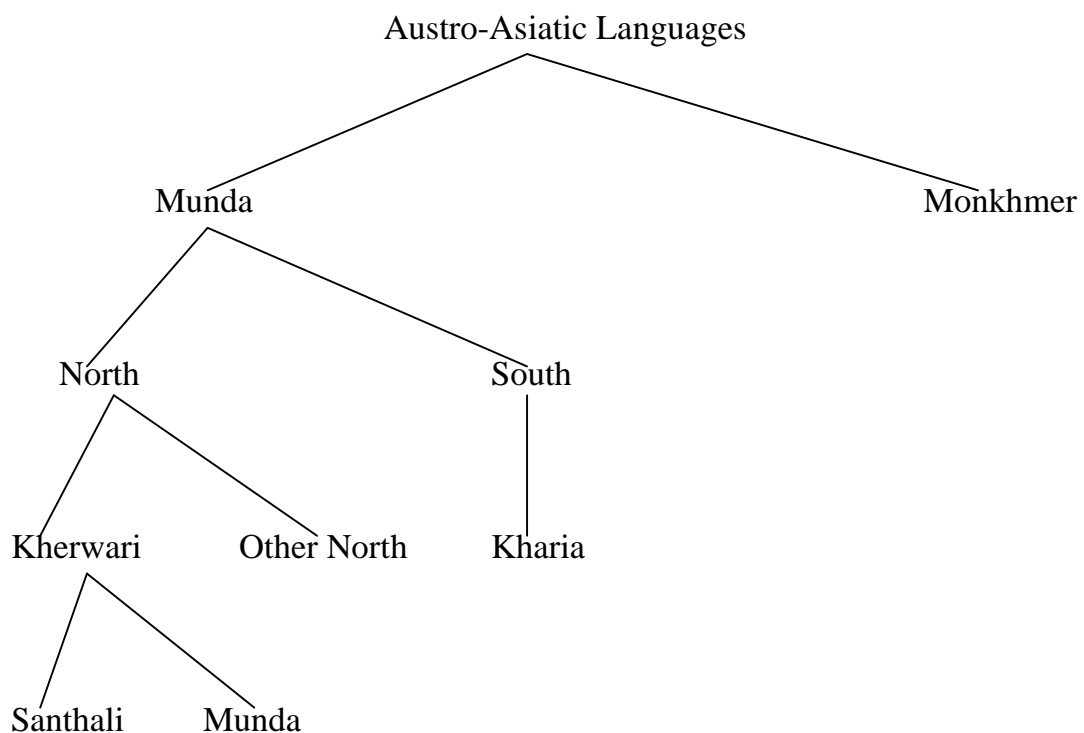 Austro-Asiatic Languages
Munda Monkhmer
North South
Kherwari Other North Kharia
Santhali Munda